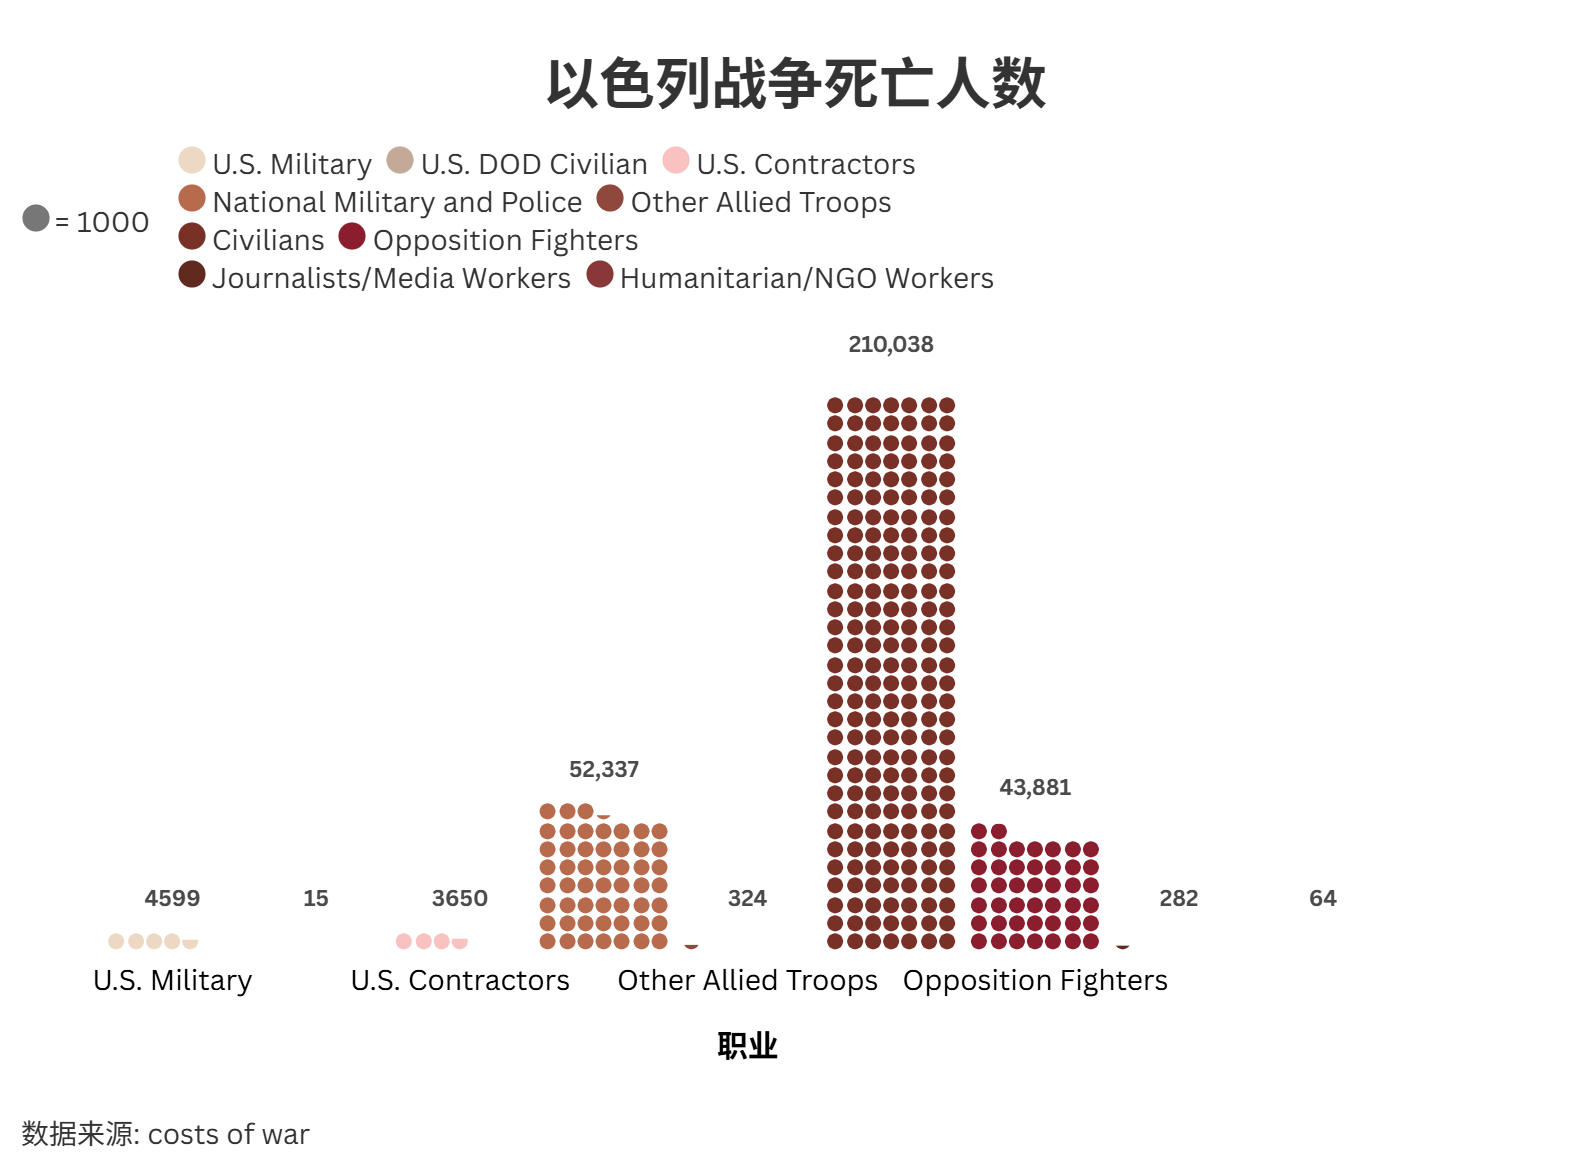 以色列战争死亡人数
= 1000
U.S. Military U.S. DOD Civilian U.S. Contractors
National Military and Police Other Allied Troops
Civilians Opposition Fighters
Journalists/Media Workers Humanitarian/NGO Workers
210,038
52,337
43,881
4599 15 3650 324 282 64
U.S. Military U.S. Contractors Other Allied Troops Opposition Fighters
职业
数据来源: costs of war